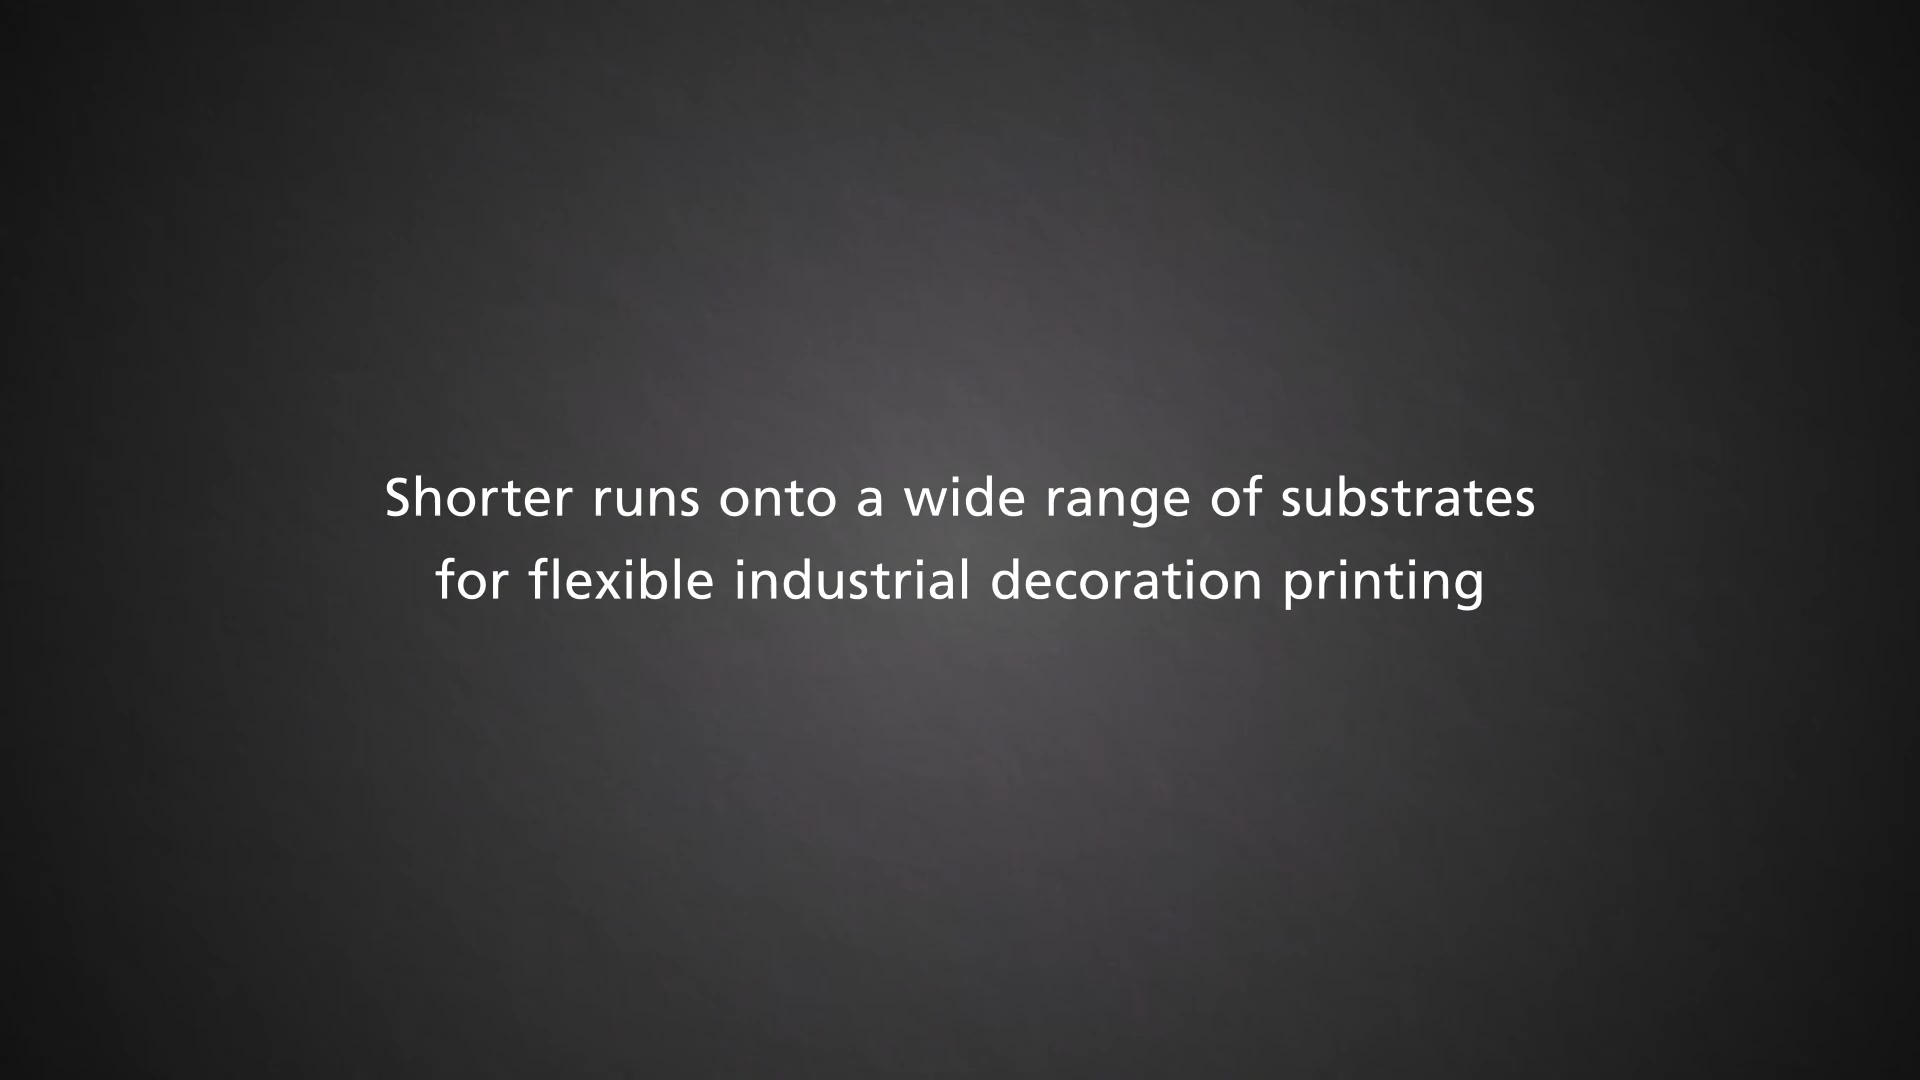 Shorter runs onto a wide range of substrates
for flexible industrial decoration printing